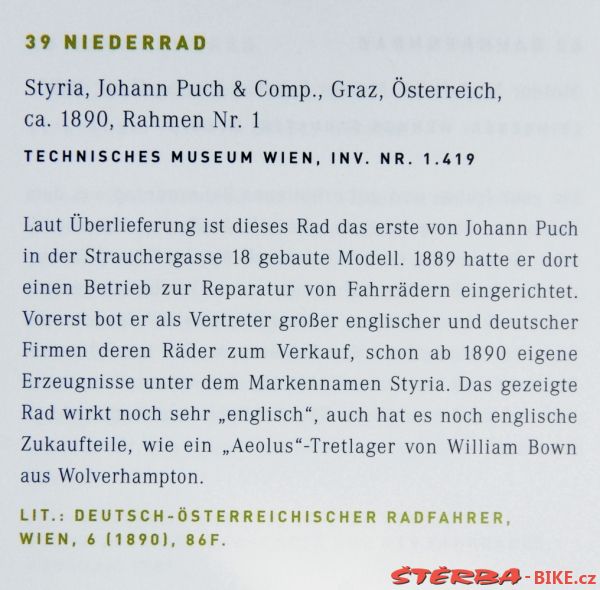 39 NIEDERRAD
Styria, Johann Puch & Comp., Graz, Österreich,
ca. 1890, Rahmen Nr. 1
TECHNISCHES MUSEUM WIEN, INV. NR. 1.419
Laut Überlieferung ist dieses Rad das erste von Johann Puch
in der Strauchergasse 18 gebaute Modell. 1889 hatte er dort
einen Betrieb zur Reparatur von Fahrrädern eingerichtet.
Vorerst bot er als Vertreter großer englischer und deutscher
Firmen deren Räder zum Verkauf, schon ab 1890 eigene
Erzeugnisse unter dem Markennamen Styria. Das gezeigte
Rad wirkt noch sehr „englisch“, auch hat es noch englische
Zukaufteile, wie ein „Aeolus“-Tretlager von William Bown
aus Wolverhampton.
LIT.: DEUTSCH-ÖSTERREICHISCHER RADFAHRER,
WIEN, 6 (1890), 86F.
ŠTĚRBA-BIKE.cz